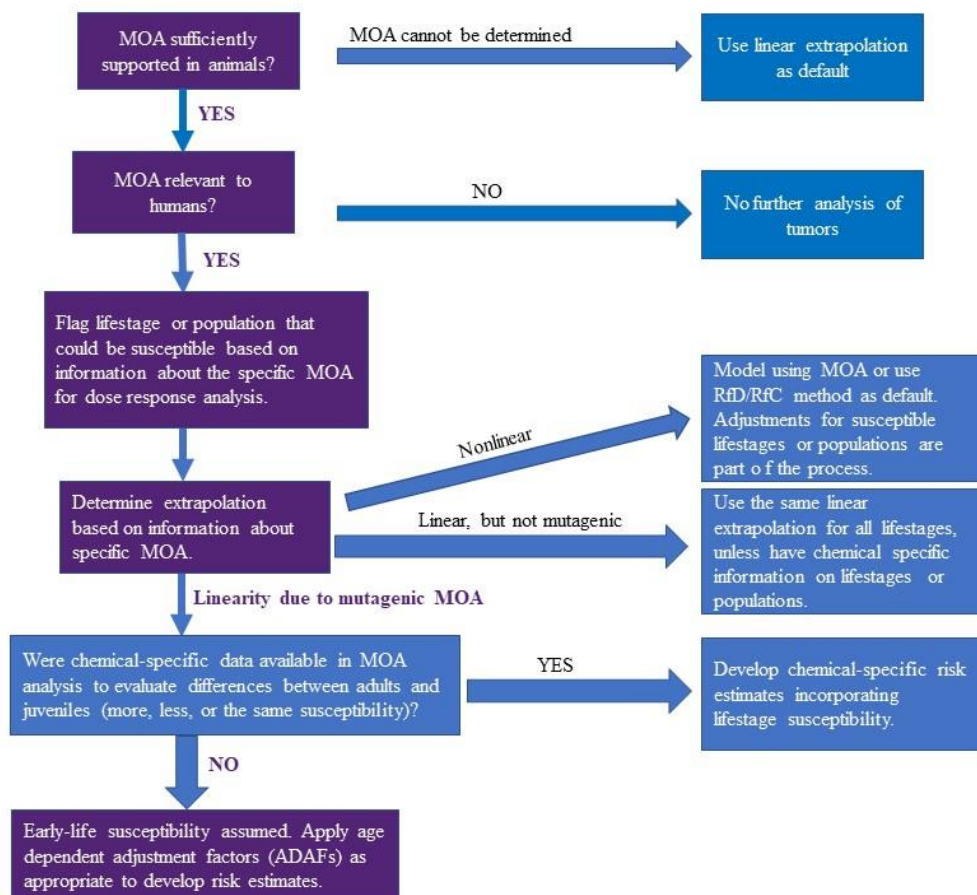 MOA sufficiently
supported in animals?
MOA cannot be determined
Use linear extrapolation
as default
YES
MOA relevant to
humans?
NO
No further analysis of
tumors
YES
Flag lifestage or population that
could be susceptible based on
information about the specific MOA
for dose response analysis.
Nonlinear
Model using MOA or use
RfD/RfC method as default.
Adjustments for susceptible
lifestages or populations are
part o f the process.
Determine extrapolation
based on information about
specific MOA.
Linear, but not mutagenic
Use the same linear
extrapolation for all lifestages,
unless have chemical specific
information on lifestages or
populations.
Linearity due to mutagenic MOA
Were chemical-specific data available in MOA
analysis to evaluate differences between adults and
juveniles (more, less, or the same susceptibility)?
YES
Develop chemical-specific risk
estimates incorporating
lifestage susceptibility.
NO
Early-life susceptibility assumed. Apply age
dependent adjustment factors (ADAFs) as
appropriate to develop risk estimates.